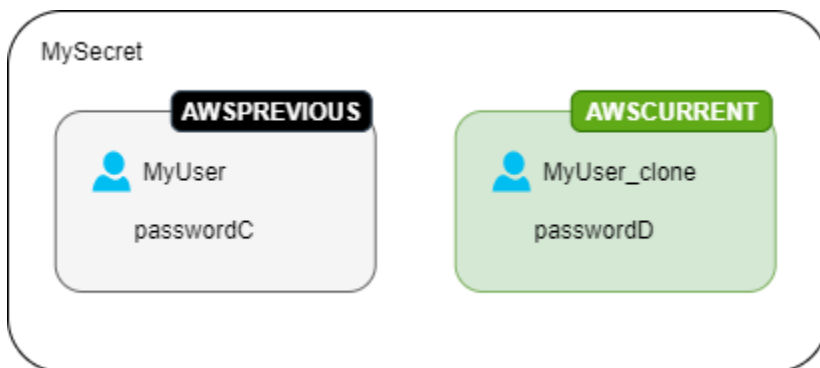 MySecret
AWSPREVIOUS
MyUser
passwordC
AWSCURRENT
MyUser_clone
passwordD